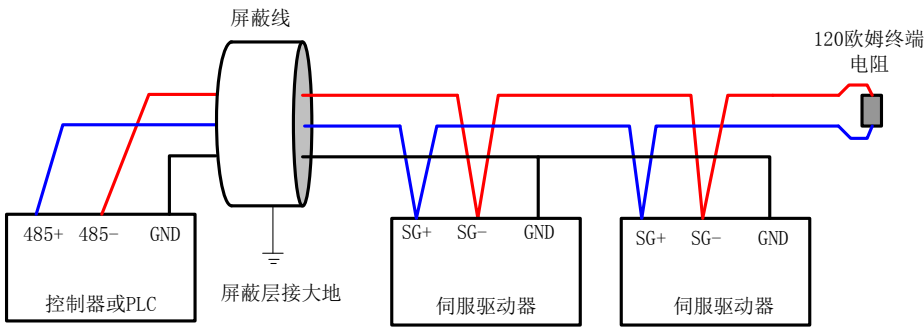 屏蔽线
120欧姆终端
电阻
485+ 485- GND
SG+ SG- GND
SG+ SG- GND
控制器或PLC
屏蔽层接大地
伺服驱动器
伺服驱动器